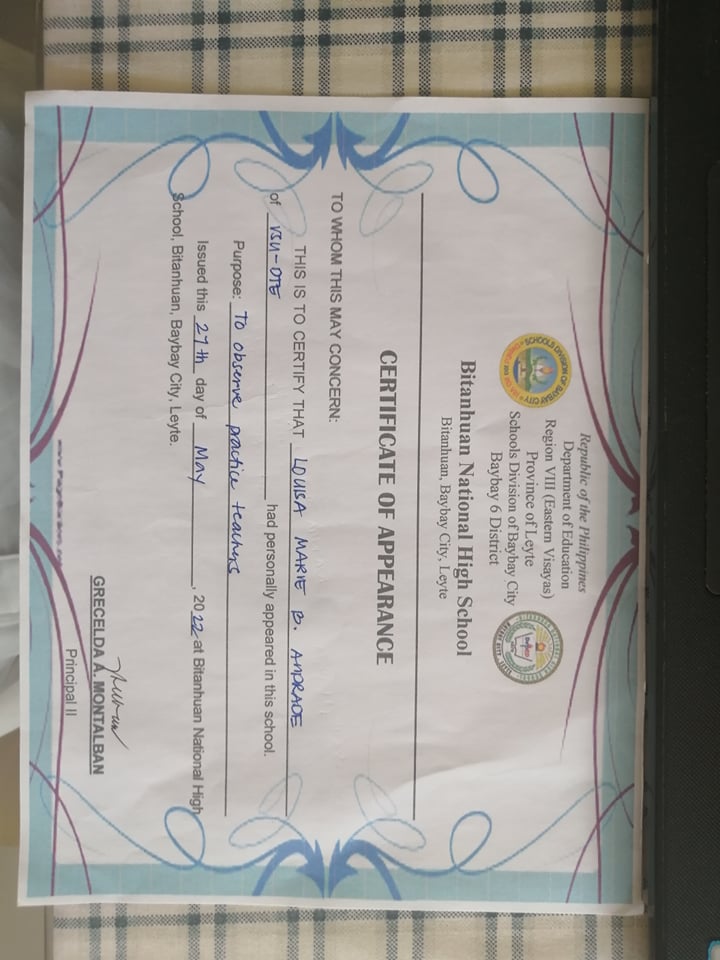 Republic of the Philippines
Department of Education
Region VIII (Eastern Visayas)
Province of Leyte
Schools Division of Baybay City
Baybay 6 District
Bitanhuan National High School
Bitanhuan, Baybay City, Leyte
CERTIFICATE OF APPEARANCE
TO WHOM THIS MAY CONCERN:
THIS IS TO CERTIFY THAT LOUISA MARIE B. ANDRADE
of VSU-OTE had personally appeared in this school.
Purpose: To observe practice teachers
Issued this 27th day of May, 2022 at Bitanhuan National High
School, Bitanhuan, Baybay City, Leyte.
GRECELDA A. MONTALBAN
Principal II